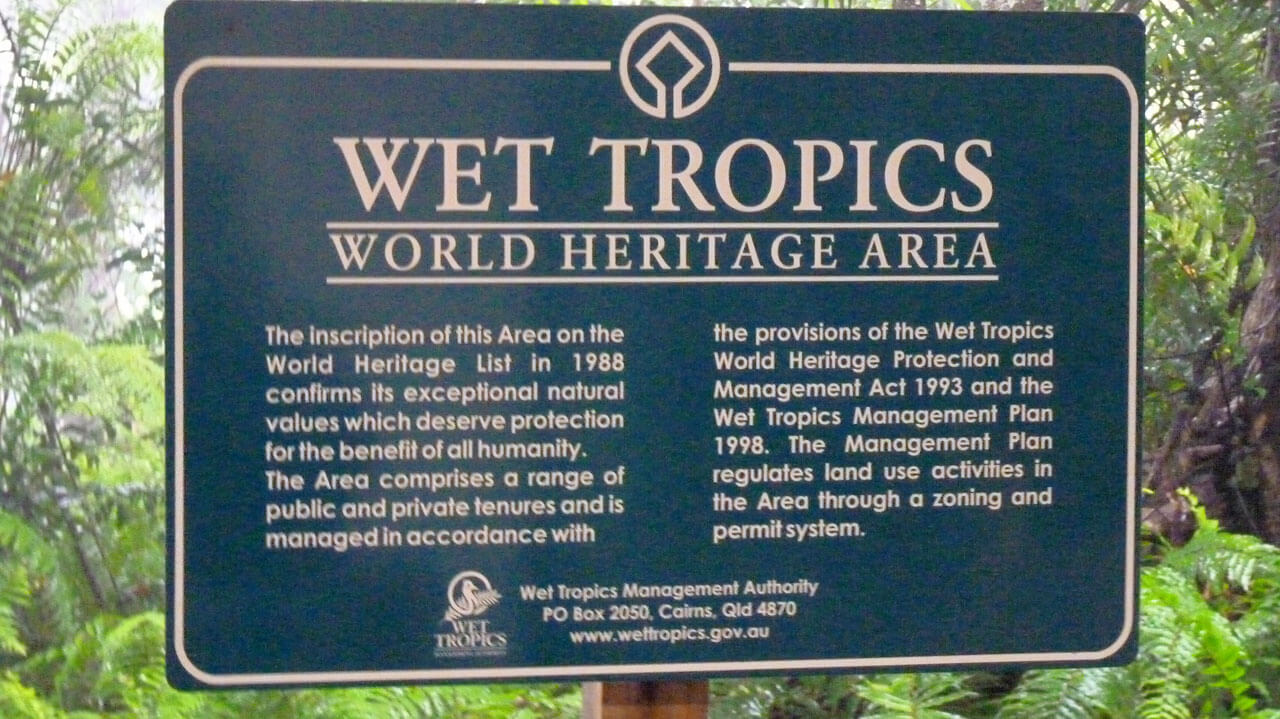 WET TROPICS
WORLD HERITAGE AREA
The inscription of this Area on the
World Heritage List in 1988
confirms its exceptional natural
values which deserve protection
for the benefit of all humanity.
The Area comprises a range of
public and private tenures and is
managed in accordance with
the provisions of the Wet Tropics
World Heritage Protection and
Management Act 1993 and the
Wet Tropics Management Plan
1998. The Management Plan
regulates land use activities in
the Area through a zoning and
permit system.
WET
TROPICS
Wet Tropics Management Authority
PO Box 2050, Cairns, Qld 4870
www.wettropics.gov.au